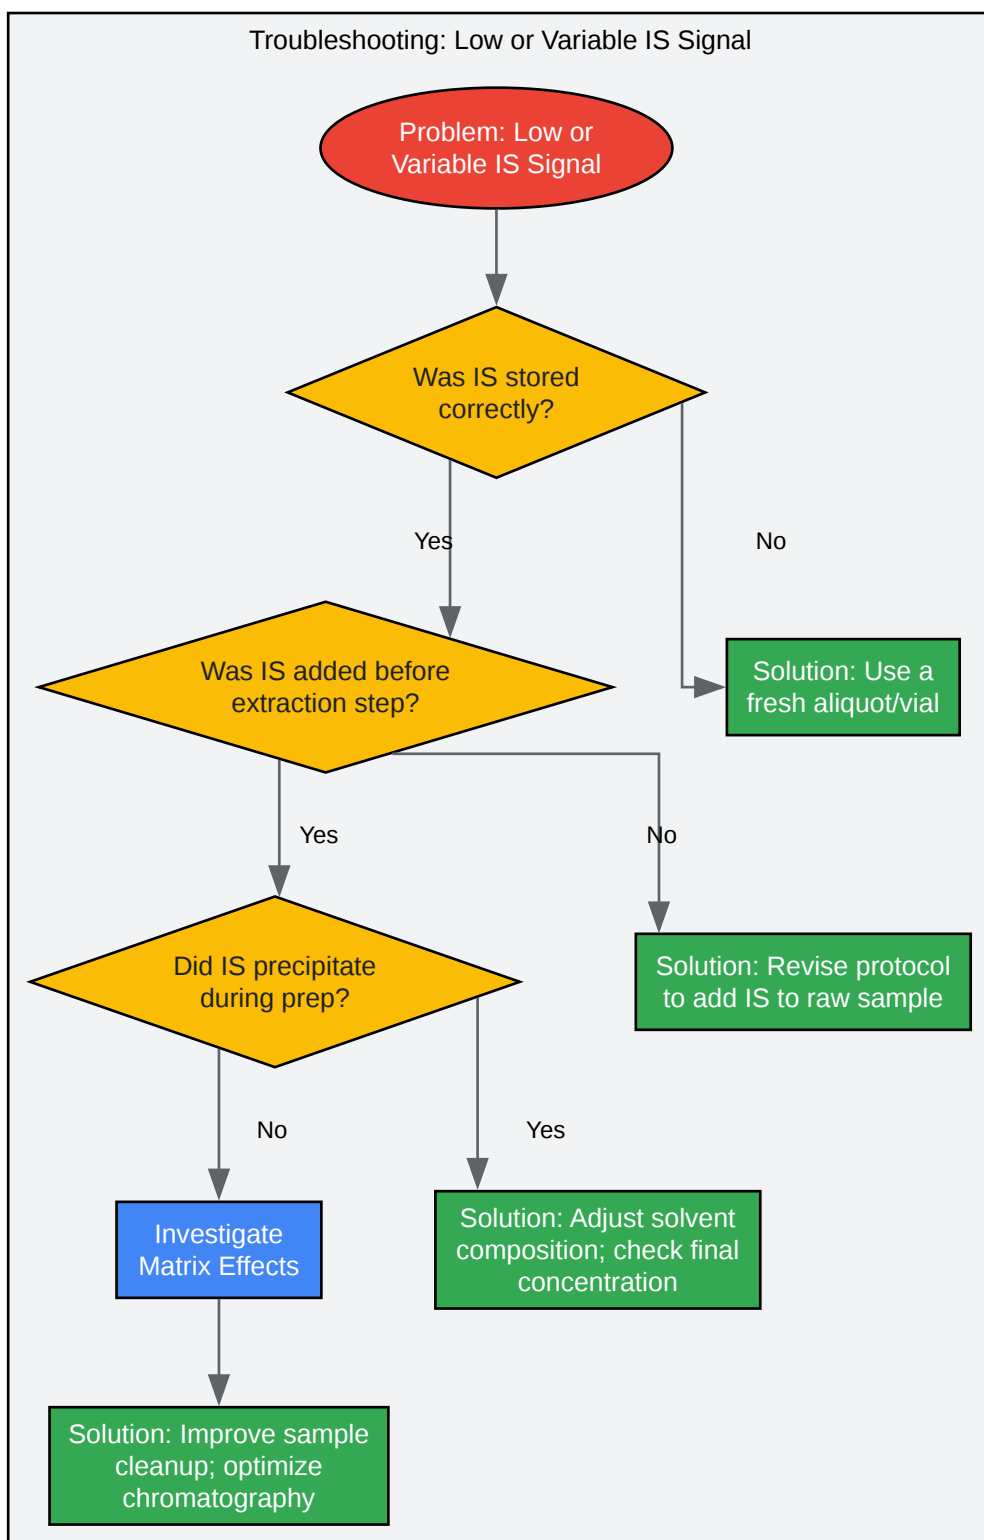 Troubleshooting: Low or Variable IS Signal
Problem: Low or
Variable IS Signal
Was IS stored
correctly?
Yes
No
Was IS added before
extraction step?
Solution: Use a
fresh aliquot/vial
Yes
No
Did IS precipitate
during prep?
Solution: Revise protocol
to add IS to raw sample
No
Yes
Investigate
Matrix Effects
Solution: Adjust solvent
composition; check final
concentration
Solution: Improve sample
cleanup; optimize
chromatography